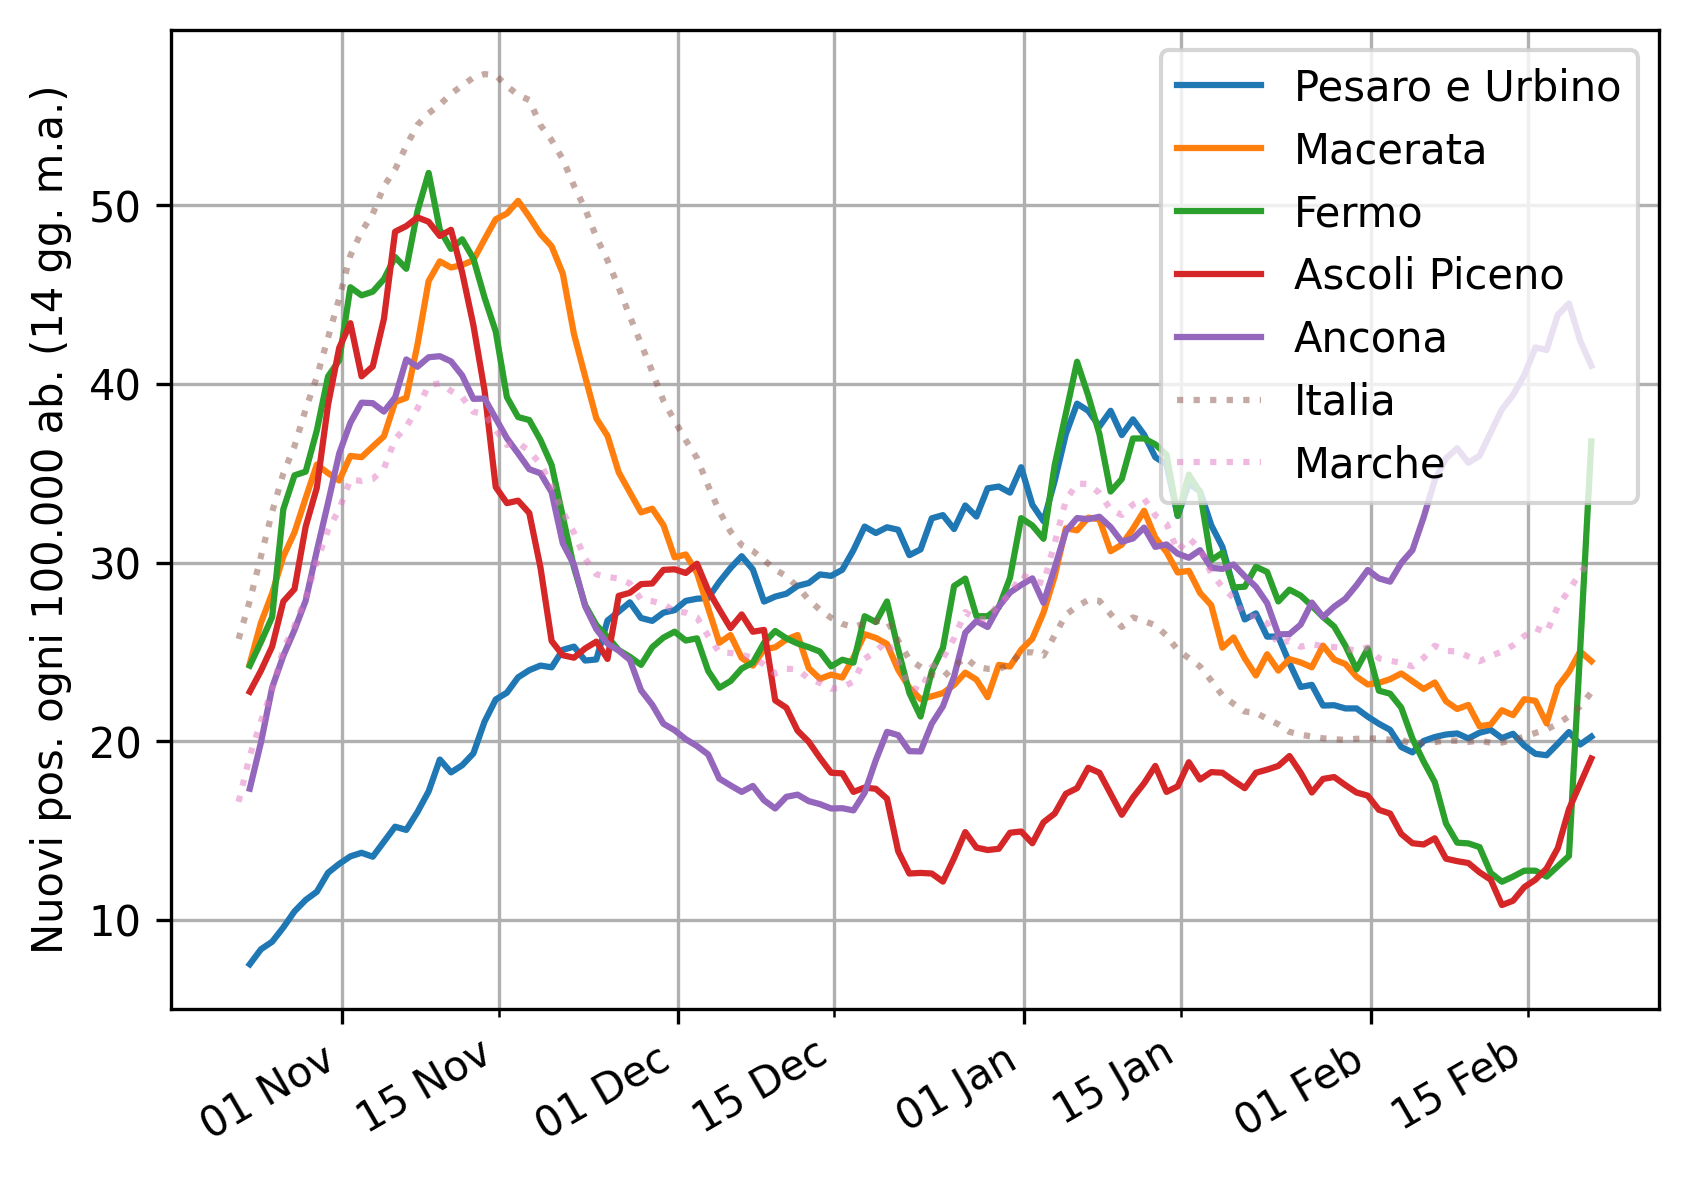 Nuovi pos. ogni 100.000 ab. (14 gg. m.a.)
50
40
30
20
10
Pesaro e Urbino
Macerata
Fermo
Ascoli Piceno
Ancona
Italia
Marche
01 Nov
15 Nov
01 Dec
15 Dec
01 Jan
15 Jan
01 Feb
15 Feb